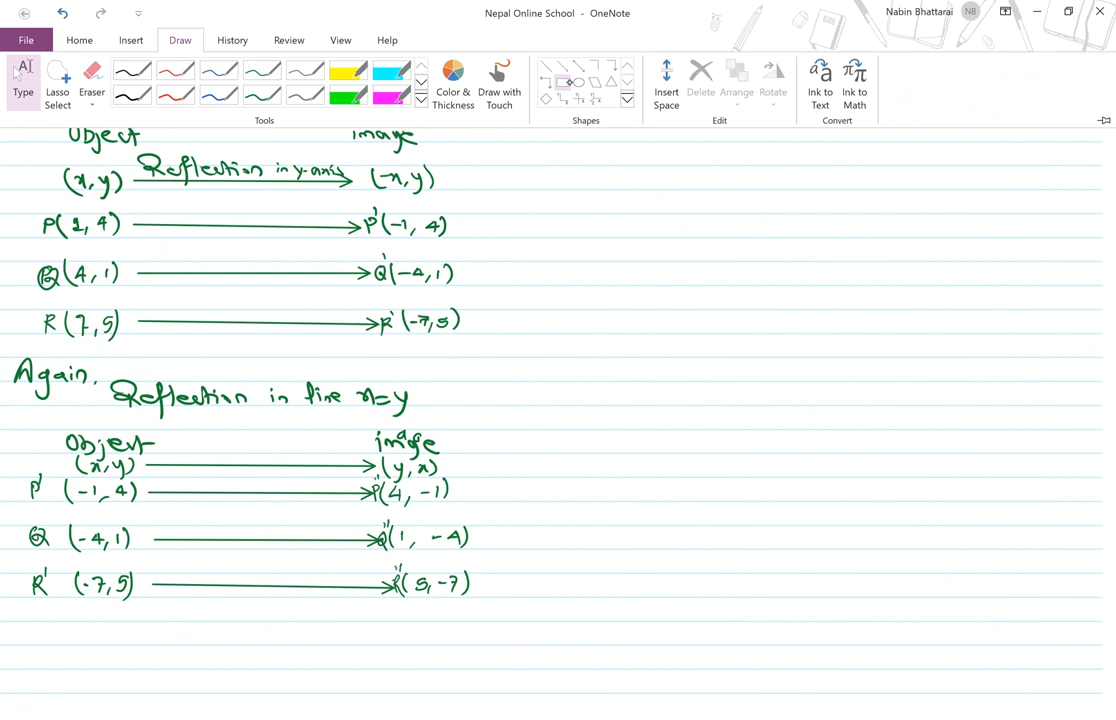 Nepal Online School - OneNote
Nabin Bhattarai NB
File Home Insert Draw History Review View Help
Type Lasso Select Eraser Color & Thickness Draw with Touch Insert Space Delete Arrange Rotate Ink to Text Ink to Math
Tools Shapes Edit Convert
Object image
(x, y) Reflection in y-axis (-x, y)
P(1, 4) P'(-1, 4)
Q(4, 1) Q'(-4, 1)
R(7, 5) R'(-7, 5)
Again,
Reflection in line x=y
Object image
(x, y) (y, x)
P' (-1, 4) P''(4, -1)
Q (-4, 1) Q''(1, -4)
R' (-7, 5) R''(5, -7)